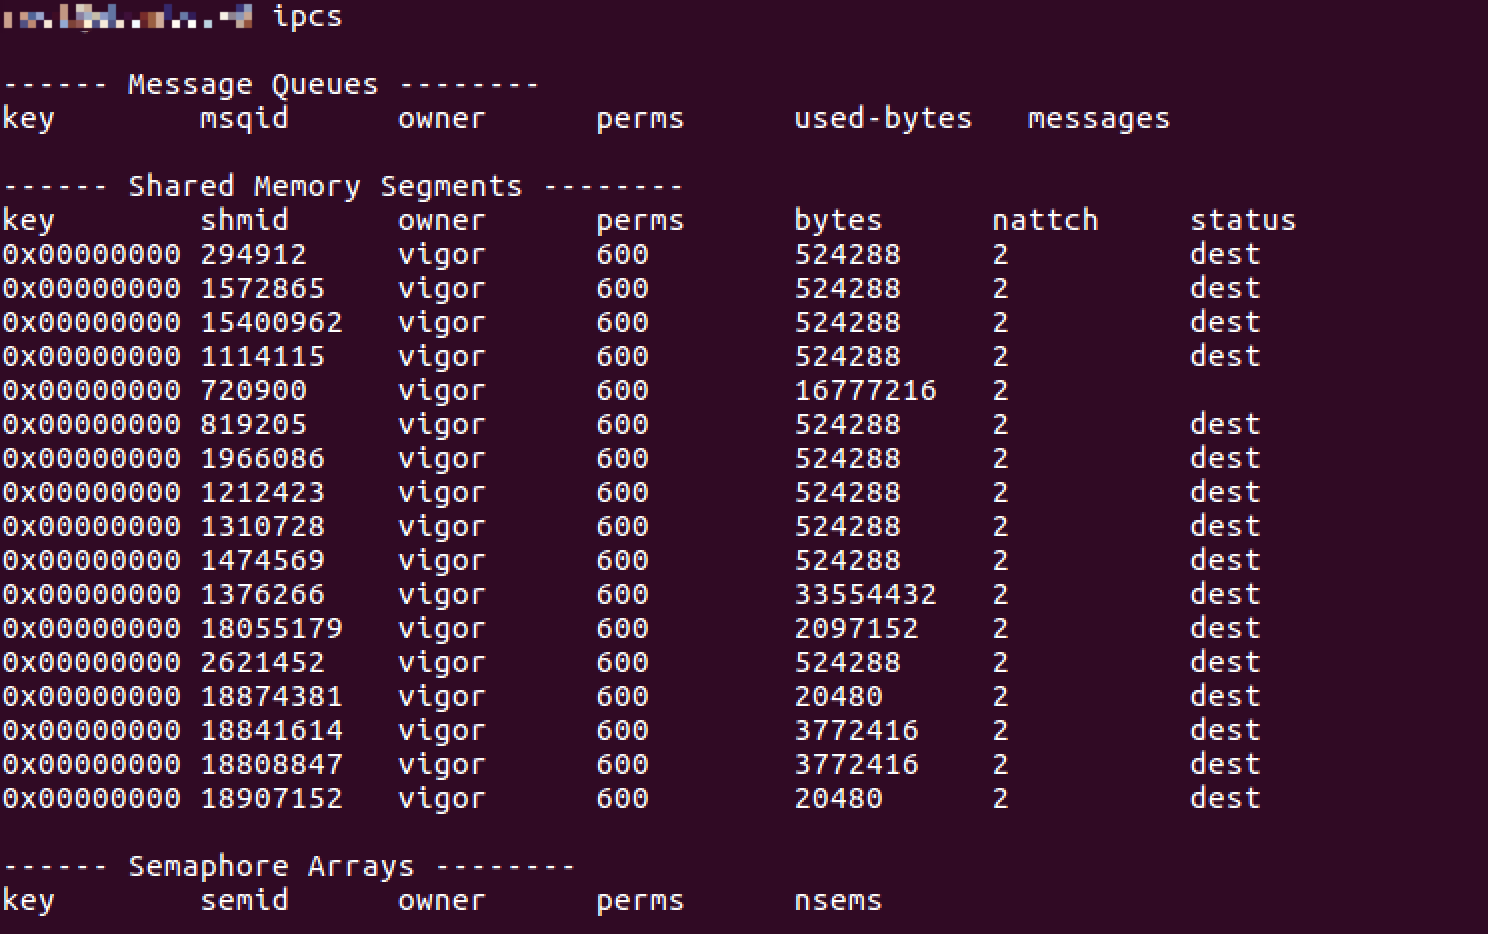 ipcs
------ Message Queues --------
key        msqid      owner      perms      used-bytes   messages
------ Shared Memory Segments --------
key        shmid      owner      perms      bytes      nattch     status
0x00000000 294912     vigor      600        524288     2          dest
0x00000000 1572865    vigor      600        524288     2          dest
0x00000000 15400962   vigor      600        524288     2          dest
0x00000000 1114115    vigor      600        524288     2          dest
0x00000000 720900     vigor      600        16777216   2
0x00000000 819205     vigor      600        524288     2          dest
0x00000000 1966086    vigor      600        524288     2          dest
0x00000000 1212423    vigor      600        524288     2          dest
0x00000000 1310728    vigor      600        524288     2          dest
0x00000000 1474569    vigor      600        524288     2          dest
0x00000000 1376266    vigor      600        33554432   2          dest
0x00000000 18055179   vigor      600        2097152    2          dest
0x00000000 2621452    vigor      600        524288     2          dest
0x00000000 18874381   vigor      600        20480      2          dest
0x00000000 18841614   vigor      600        3772416    2          dest
0x00000000 18808847   vigor      600        3772416    2          dest
0x00000000 18907152   vigor      600        20480      2          dest
------ Semaphore Arrays --------
key        semid      owner      perms      nsems